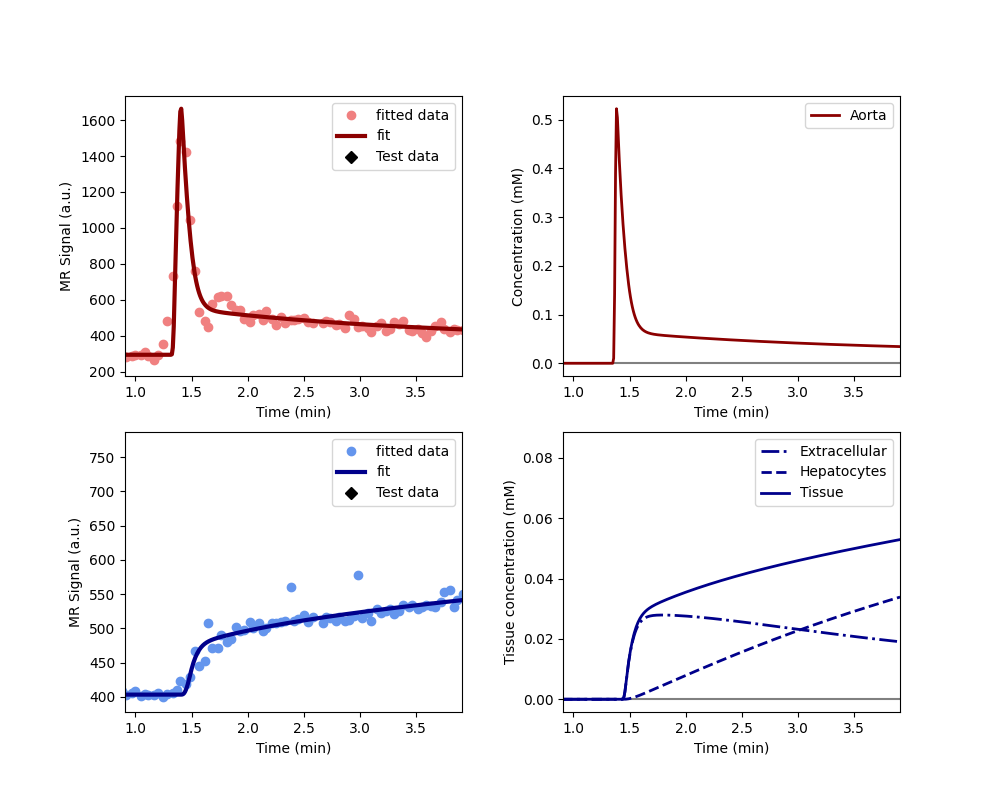 MR Signal (a.u.)
1600
1400
1200
1000
800
600
400
200
fitted data
fit
Test data
1.0 1.5 2.0 2.5 3.0 3.5
Time (min)
Concentration (mM)
0.5
0.4
0.3
0.2
0.1
0.0
Aorta
1.0 1.5 2.0 2.5 3.0 3.5
Time (min)
MR Signal (a.u.)
750
700
650
600
550
500
450
400
fitted data
fit
Test data
1.0 1.5 2.0 2.5 3.0 3.5
Time (min)
Tissue concentration (mM)
0.08
0.06
0.04
0.02
0.00
Extracellular
Hepatocytes
Tissue
1.0 1.5 2.0 2.5 3.0 3.5
Time (min)